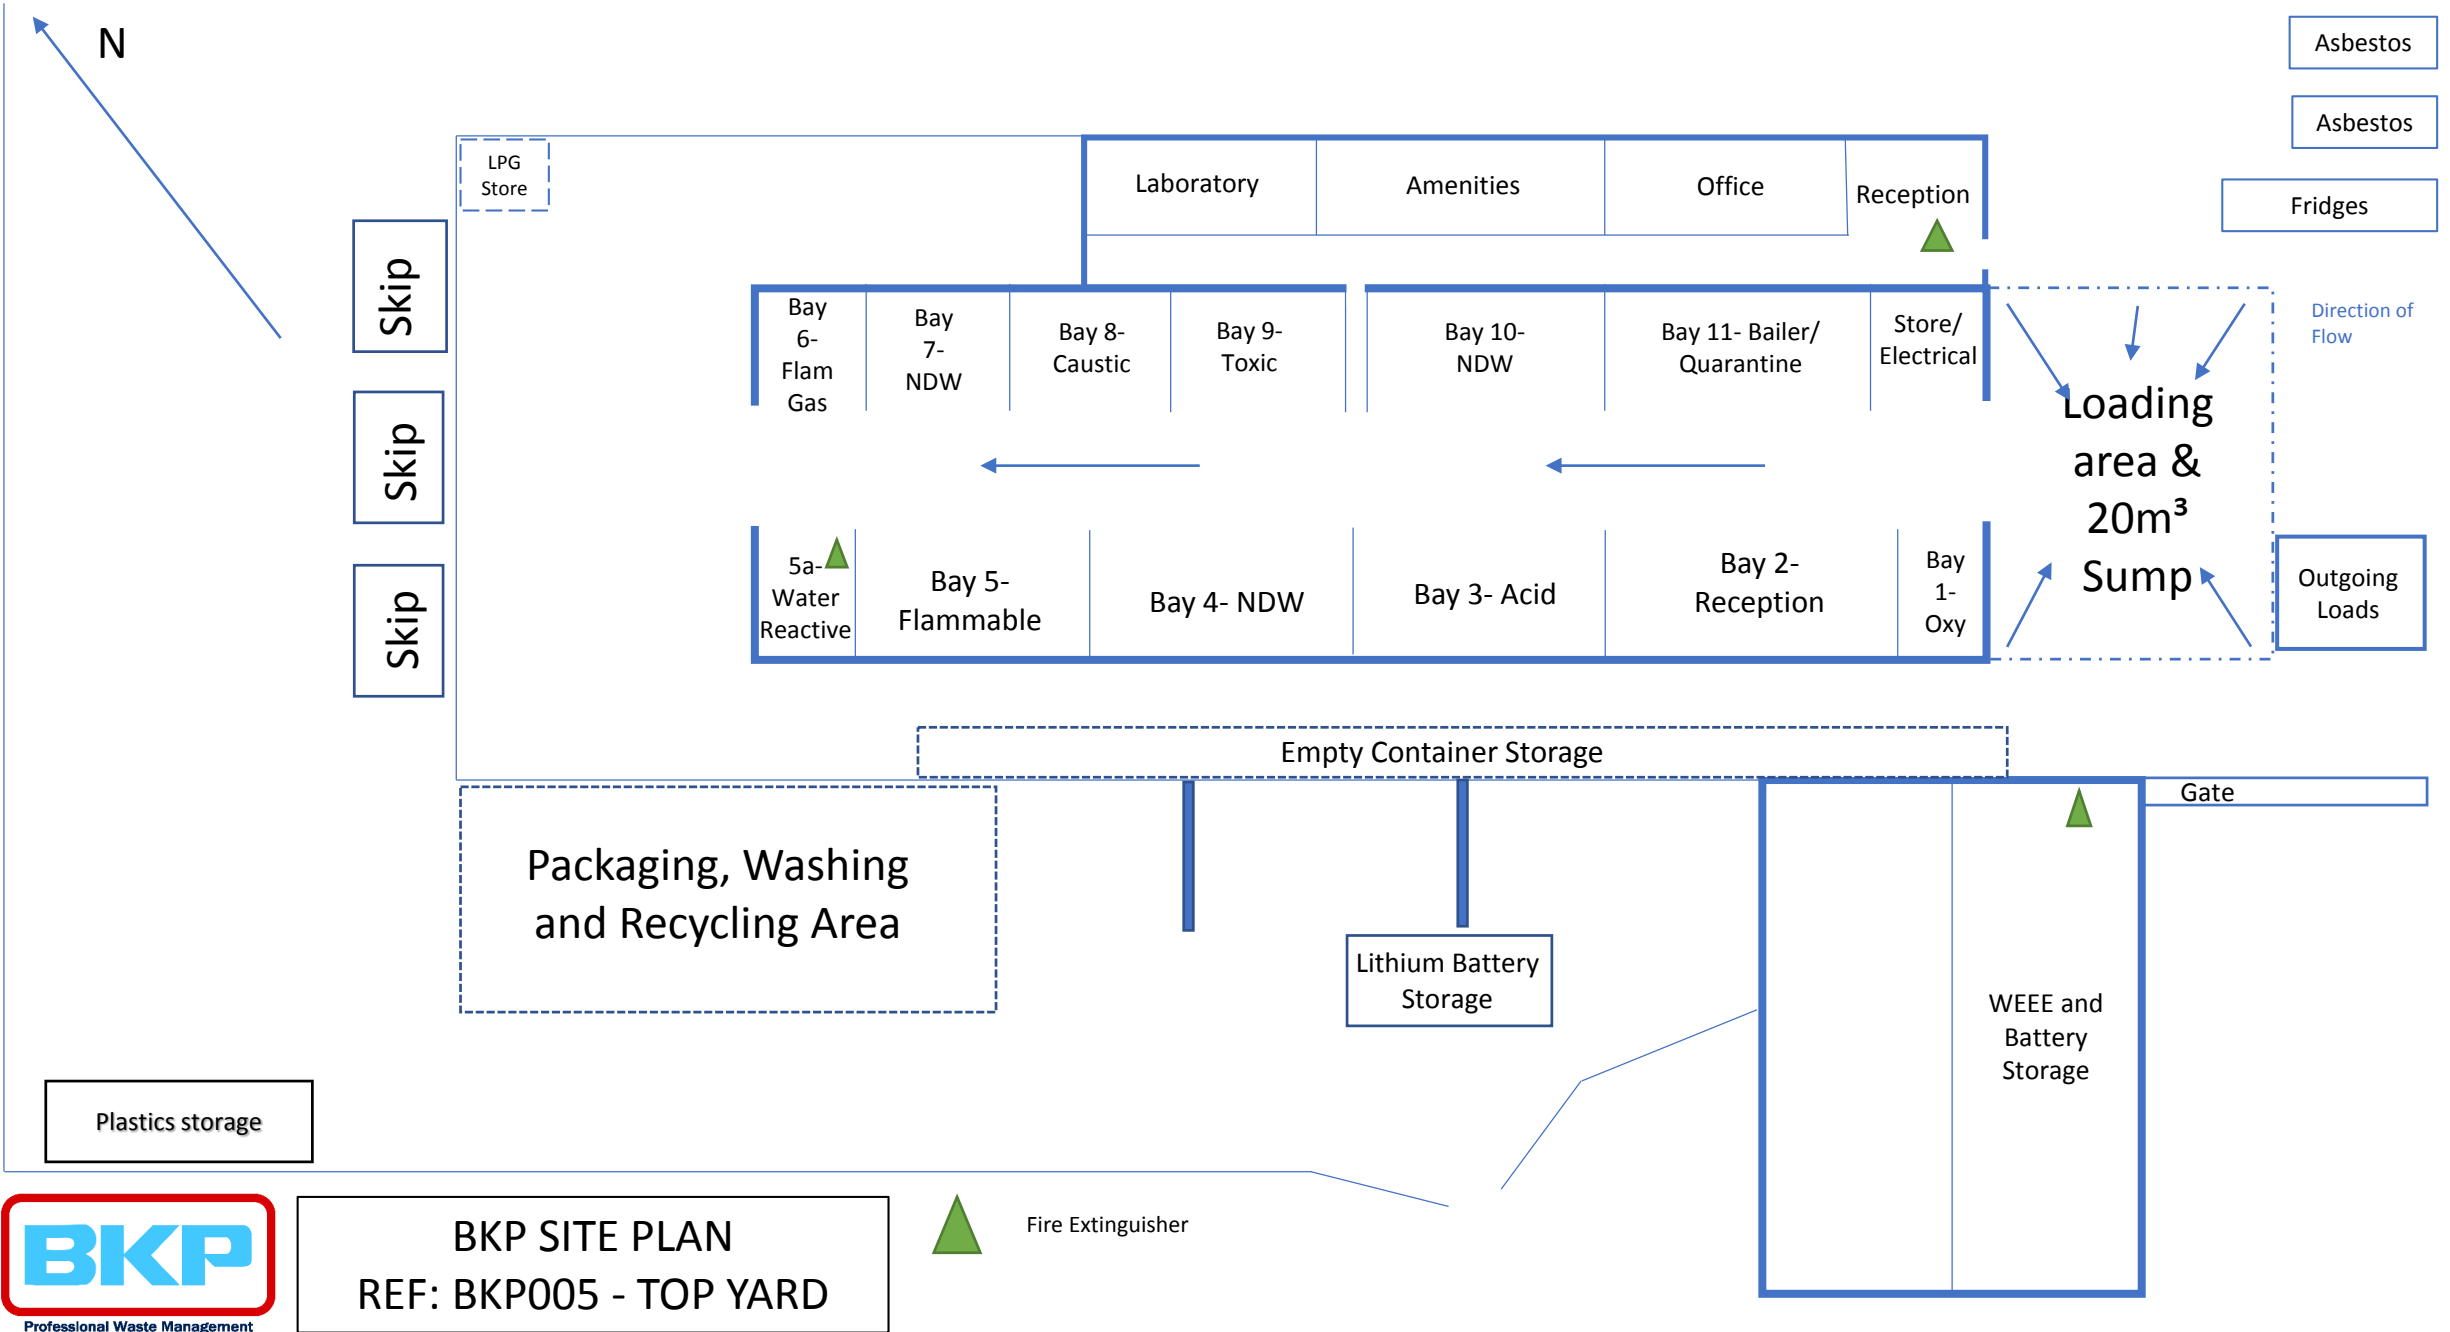 N
Asbestos
Asbestos
Fridges
LPG
Store
Laboratory
Amenities
Office
Reception
Skip
Skip
Skip
Bay
6-
Flam
Gas
Bay
7-
NDW
Bay 8-
Caustic
Bay 9-
Toxic
Bay 10-
NDW
Bay 11- Bailer/
Quarantine
Store/
Electrical
Direction of
Flow
Loading
area &
20m³
Sump
5a-
Water
Reactive
Bay 5-
Flammable
Bay 4- NDW
Bay 3- Acid
Bay 2-
Reception
Bay
1-
Oxy
Outgoing
Loads
Empty Container Storage
Gate
Packaging, Washing
and Recycling Area
Lithium Battery
Storage
WEEE and
Battery
Storage
Plastics storage
BKP
Professional Waste Management
BKP SITE PLAN
REF: BKP005 - TOP YARD
Fire Extinguisher